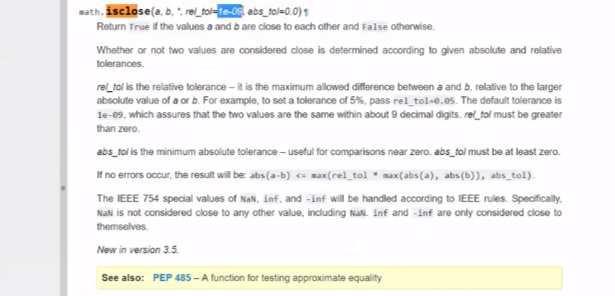 math.isclose(a, b, *, rel_tol=1e-09, abs_tol=0.0)¶
Return True if the values a and b are close to each other and False otherwise.
Whether or not two values are considered close is determined according to given absolute and relative
tolerances.
rel_tol is the relative tolerance – it is the maximum allowed difference between a and b, relative to the larger
absolute value of a or b. For example, to set a tolerance of 5%, pass rel_tol=0.05. The default tolerance is
1e-09, which assures that the two values are the same within about 9 decimal digits. rel_tol must be greater
than zero.
abs_tol is the minimum absolute tolerance – useful for comparisons near zero. abs_tol must be at least zero.
If no errors occur, the result will be: abs(a-b) <= max(rel_tol * max(abs(a), abs(b)), abs_tol).
The IEEE 754 special values of NaN, inf, and -inf will be handled according to IEEE rules. Specifically,
NaN is not considered close to any other value, including NaN. inf and -inf are only considered close to
themselves.
New in version 3.5.
See also: PEP 485 – A function for testing approximate equality